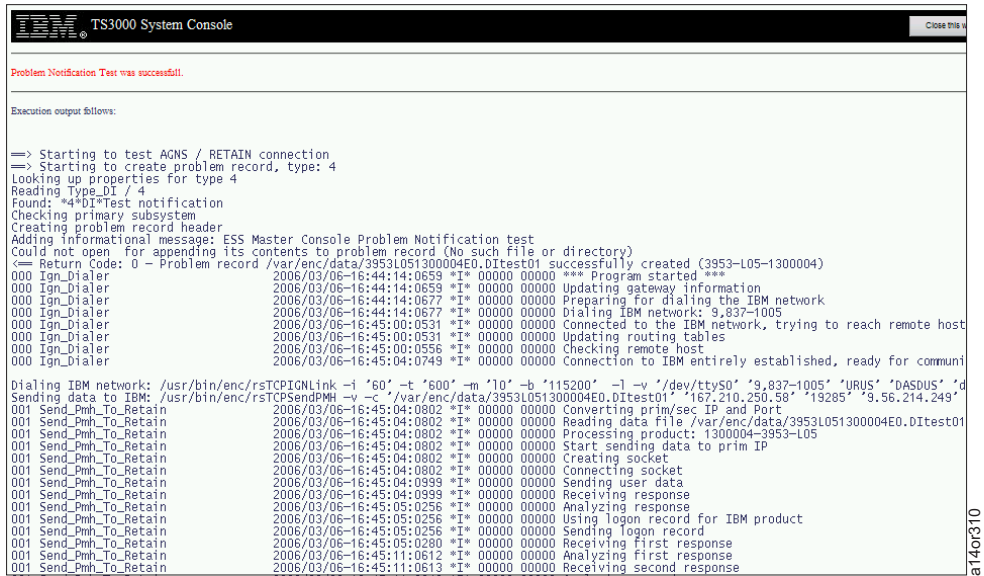 IBM® TS3000 System Console
Close this w
Problem Notification Test was successfull.
Execution output follows:
==> Starting to test AGNS / RETAIN connection
==> Starting to create problem record, type: 4
Looking up properties for type 4
Reading Type_DI / 4
Found: *4*DI*Test notification
Checking primary subsystem
Creating problem record header
Adding informational message: ESS Master Console Problem Notification test
Could not open  for appending its contents to problem record (No such file or directory)
<== Return Code: 0 – Problem record /var/enc/data/3953L051300004E0.DItest01 successfully created (3953-L05-1300004)
000 Ign_Dialer 2006/03/06-16:44:14:0659 *I* 00000 00000 *** Program started ***
000 Ign_Dialer 2006/03/06-16:44:14:0659 *I* 00000 00000 Updating gateway information
000 Ign_Dialer 2006/03/06-16:44:14:0677 *I* 00000 00000 Preparing for dialing the IBM network
000 Ign_Dialer 2006/03/06-16:44:14:0677 *I* 00000 00000 Dialing IBM network: 9,837-1005
000 Ign_Dialer 2006/03/06-16:45:00:0531 *I* 00000 00000 Connected to the IBM network, trying to reach remote host
000 Ign_Dialer 2006/03/06-16:45:00:0531 *I* 00000 00000 Updating routing tables
000 Ign_Dialer 2006/03/06-16:45:00:0556 *I* 00000 00000 Checking remote host
000 Ign_Dialer 2006/03/06-16:45:04:0749 *I* 00000 00000 Connection to IBM entirely established, ready for communi
Dialing IBM network: /usr/bin/enc/rsTCPIGNLink -i '60' -t '600' -m '10' -b '115200'  -l -v '/dev/ttyS0' '9,837-1005' 'URUS' 'DASDUS' 'd
Sending data to IBM: /usr/bin/enc/rsTCPSendPMH -v -c '/var/enc/data/3953L051300004E0.DItest01' '167.210.250.58' '19285' '9.56.214.249'
001 Send_Pmh_To_Retain 2006/03/06-16:45:04:0802 *I* 00000 00000 Converting prim/sec IP and Port
001 Send_Pmh_To_Retain 2006/03/06-16:45:04:0802 *I* 00000 00000 Reading data file /var/enc/data/3953L051300004E0.DItest01
001 Send_Pmh_To_Retain 2006/03/06-16:45:04:0802 *I* 00000 00000 Processing product: 1300004-3953-L05
001 Send_Pmh_To_Retain 2006/03/06-16:45:04:0802 *I* 00000 00000 Start sending data to prim IP
001 Send_Pmh_To_Retain 2006/03/06-16:45:04:0802 *I* 00000 00000 Creating socket
001 Send_Pmh_To_Retain 2006/03/06-16:45:04:0802 *I* 00000 00000 Connecting socket
001 Send_Pmh_To_Retain 2006/03/06-16:45:04:0999 *I* 00000 00000 Sending user data
001 Send_Pmh_To_Retain 2006/03/06-16:45:04:0999 *I* 00000 00000 Receiving response
001 Send_Pmh_To_Retain 2006/03/06-16:45:05:0256 *I* 00000 00000 Analyzing response
001 Send_Pmh_To_Retain 2006/03/06-16:45:05:0256 *I* 00000 00000 Using logon record for IBM product
001 Send_Pmh_To_Retain 2006/03/06-16:45:05:0256 *I* 00000 00000 Sending logon record
001 Send_Pmh_To_Retain 2006/03/06-16:45:05:0280 *I* 00000 00000 Receiving first response
001 Send_Pmh_To_Retain 2006/03/06-16:45:11:0612 *I* 00000 00000 Analyzing first response
001 Send_Pmh_To_Retain 2006/03/06-16:45:11:0613 *I* 00000 00000 Receiving second response
a14or310